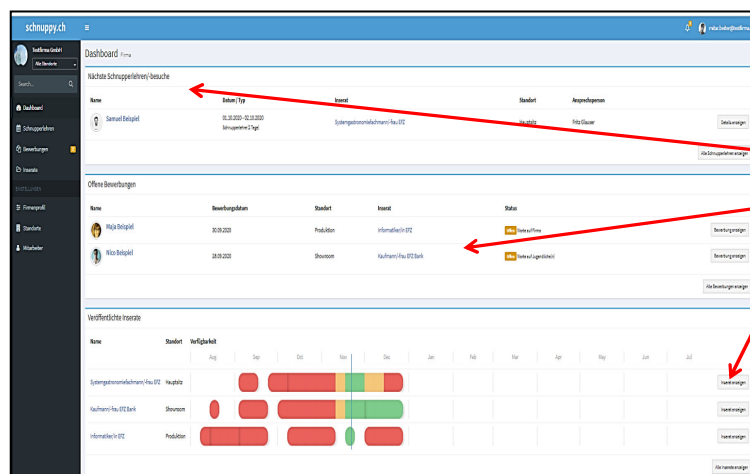 schnuppy.ch
Testfirma GmbH
Alle Standorte
Search...
Dashboard
Schnupperlehren
Bewerbungen
Inserate
EINSTELLUNGEN
Firmenprofil
Standorte
Mitarbeiter
Dashboard Firma
Nächste Schnupperlehren/-besuche
Name Datum | Typ Inserat Standort Ansprechsperson
Samuel Beispiel 01.10.2020 - 02.10.2020 Systemgastronomiefachmann/-frau EFZ Hauptsitz Fritz Glauser Details anzeigen
Schnupperlehre (2 Tage)
Alle Schnupperlehren anzeigen
Offene Bewerbungen
Name Bewerbungsdatum Standort Inserat Status
Maja Beispiel 30.09.2020 Produktion Informatiker/in EFZ Offen Warte auf Firma Bewerbung anzeigen
Nico Beispiel 28.09.2020 Showroom Kaufmann/-frau EFZ Bank Offen Warte auf Jugendliche(n) Bewerbung anzeigen
Alle Bewerbungen anzeigen
Veröffentlichte Inserate
Name Standort Verfügbarkeit
Aug Sep Oct Nov Dec Jan Feb Mar Apr May Jun Jul
Systemgastronomiefachmann/-frau EFZ Hauptsitz Inserat anzeigen
Kaufmann/-frau EFZ Bank Showroom Inserat anzeigen
Informatiker/in EFZ Produktion Inserat anzeigen
Alle Inserate anzeigen